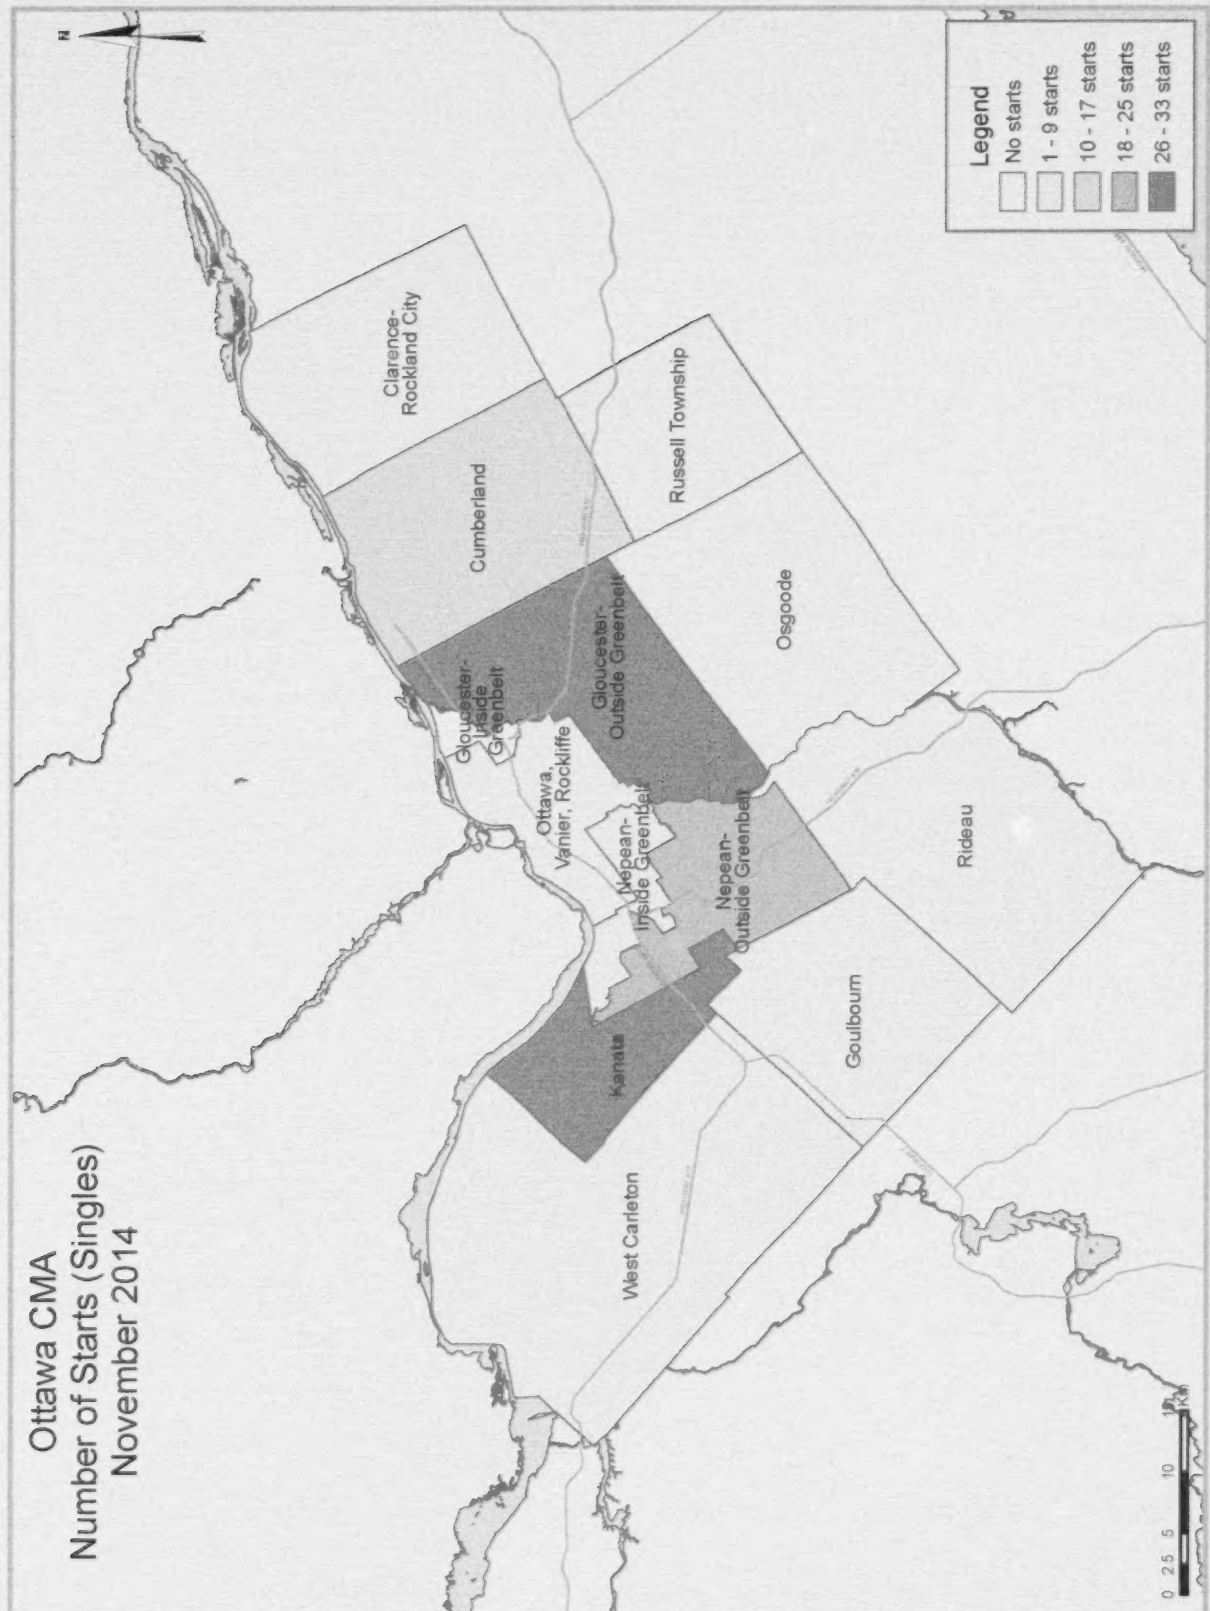 Ottawa CMA
Number of Starts (Singles)
November 2014
N
Clarence-
Rockland City
Cumberland
Russell Township
Gloucester-
Inside
Greenbelt
Gloucester-
Outside Greenbelt
Osgoode
Ottawa,
Vanier, Rockliffe
Nepean-
Inside Greenbelt
Nepean-
Outside Greenbelt
Rideau
Kanata
Goulbourn
West Carleton
Legend
No starts
1 - 9 starts
10 - 17 starts
18 - 25 starts
26 - 33 starts
0 2.5 5 10
Km